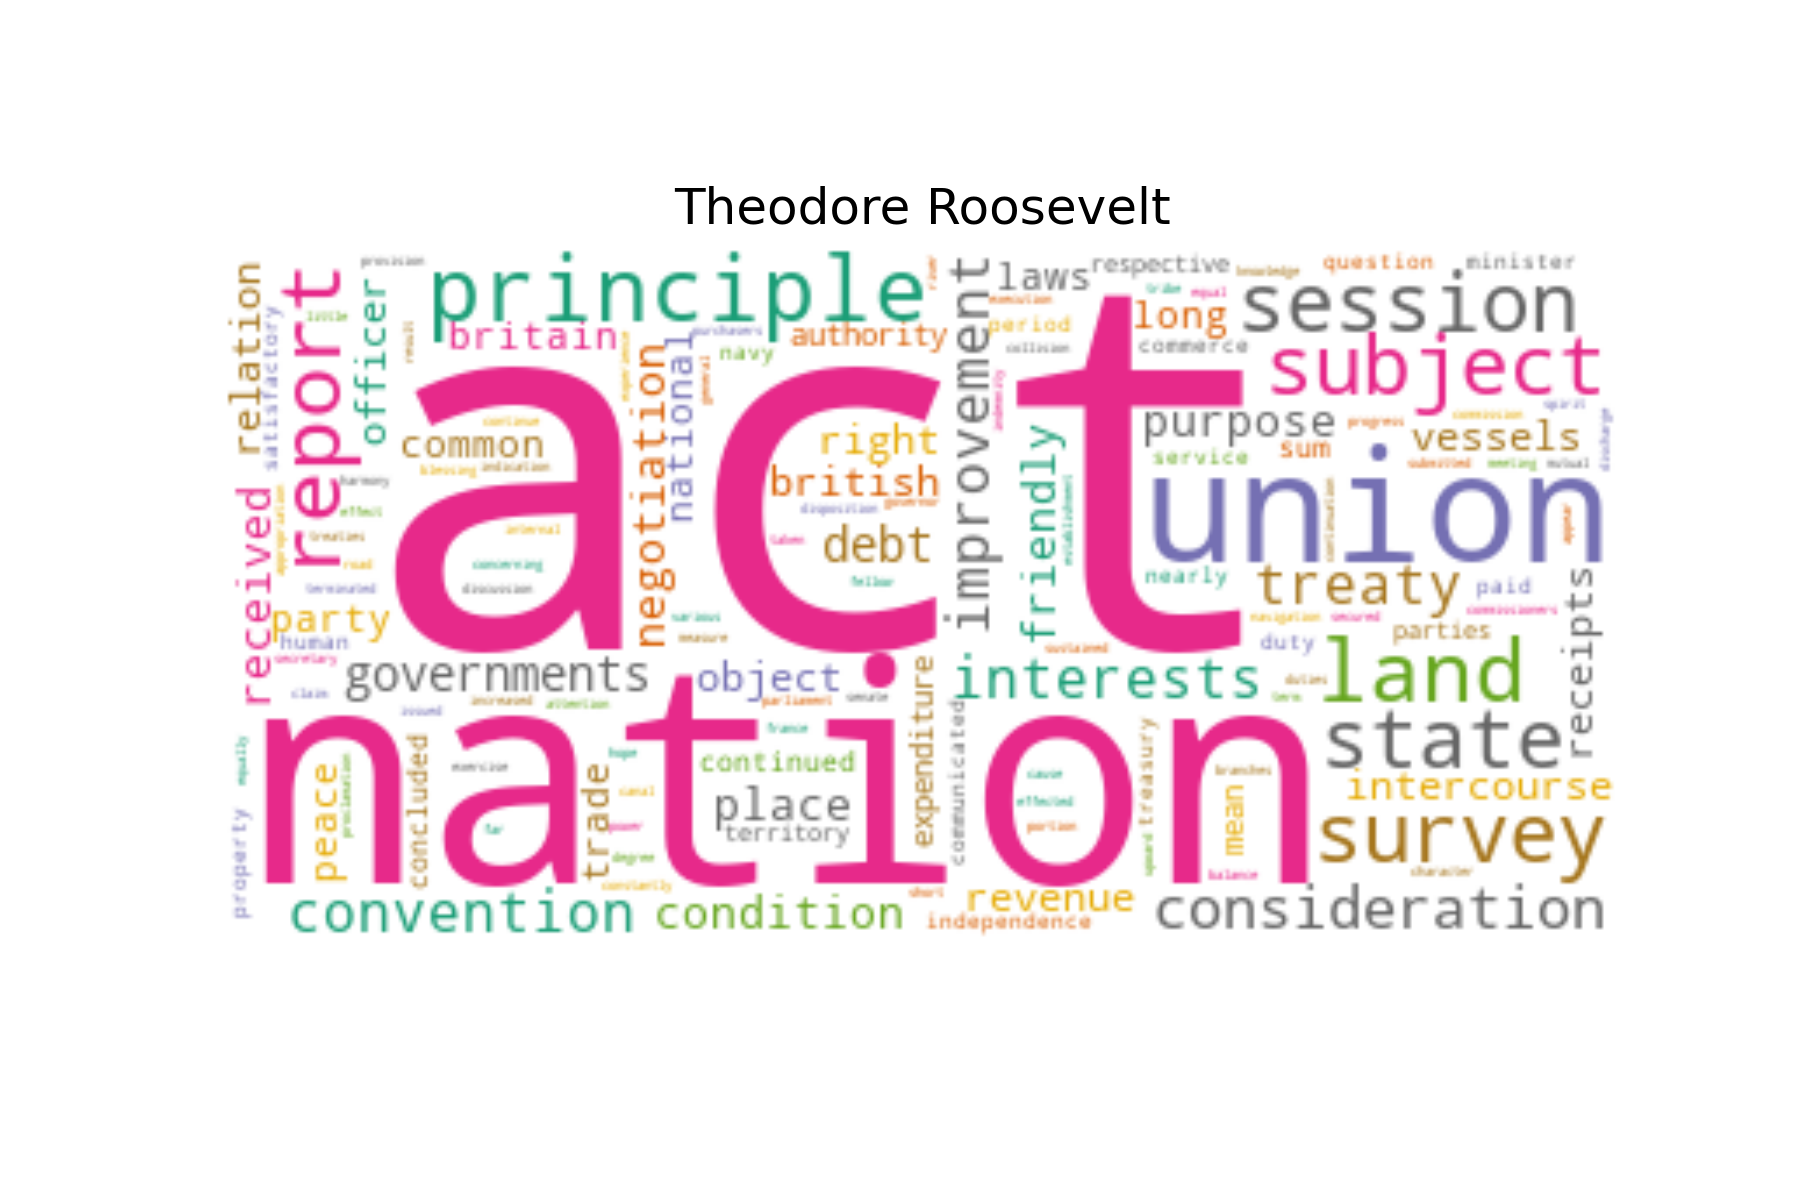 Theodore Roosevelt
principle
act
nation
report
relation
satisfactory
officer
provision
little
result
britain
experience
negotiation
national
purchasers
general
navy
authority
river
improvement
laws
respective
knowledge
question
minister
execution
tribe
equal
period
long
session
collision
commerce
subject
indemnity
common
continue
blessing
indication
right
british
disposition
governor
debt
taken
fellow
friendly
establishment
purpose
service
sum
progress
commission
spirit
discharge
vessels
submitted
meeting
mutual
union
continuation
appear
received
appropriation
harmony
effect
treaties
road
terminated
internal
concerning
discussion
party
human
secretary
various
measure
nearly
treaty
paid
navigation
secured
commissioners
receipts
duty
parties
sustained
governments
claim
issued
increased
attention
object
parliament
senate
interests
duties
term
land
expenditure
communicated
france
equally
peace
proclamation
concluded
exercise
hope
trade
canal
continued
place
territory
power
far
degree
constantly
property
cause
effected
portion
treasury
guard
branches
mean
balance
state
intercourse
survey
character
convention
condition
short
revenue
independence
consideration